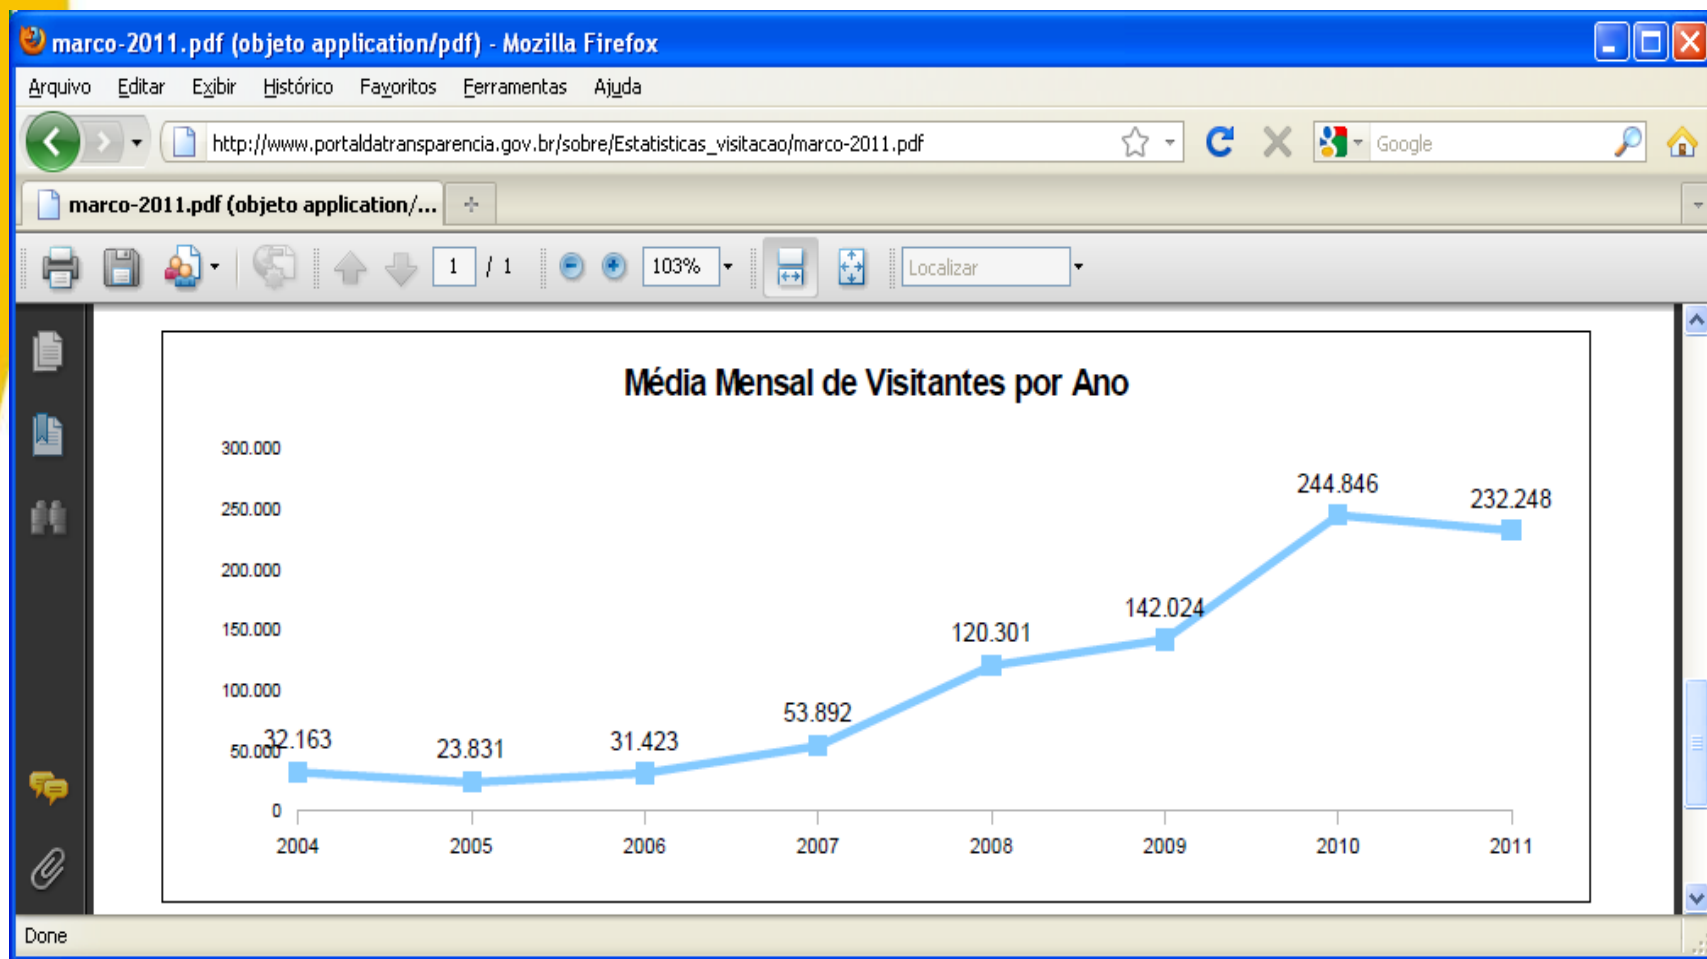 marco-2011.pdf (objeto application/pdf) - Mozilla Firefox
Arquivo Editar Exibir Histórico Favoritos Ferramentas Ajuda
http://www.portaldatransparencia.gov.br/sobre/Estatisticas_visitacao/marco-2011.pdf Google
marco-2011.pdf (objeto application/...
1 / 1 103% Localizar
Média Mensal de Visitantes por Ano
300.000
250.000
200.000
150.000
100.000
50.000
0
32.163
23.831
31.423
53.892
120.301
142.024
244.846
232.248
2004 2005 2006 2007 2008 2009 2010 2011
Done